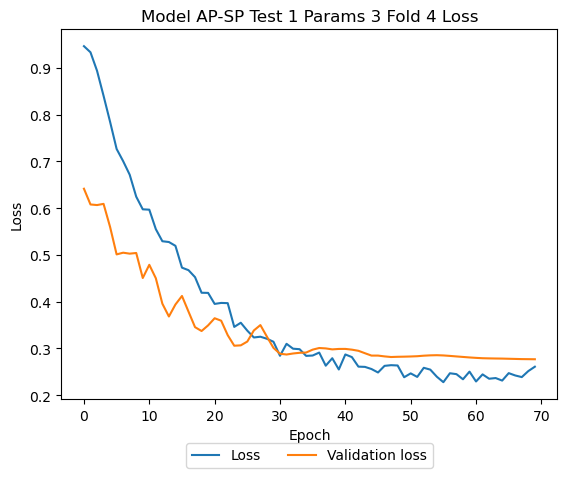 Model AP-SP Test 1 Params 3 Fold 4 Loss
0.9
0.8
0.7
0.6
0.5
0.4
0.3
0.2
Loss
0 10 20 30 40 50 60 70
Epoch
Loss Validation loss